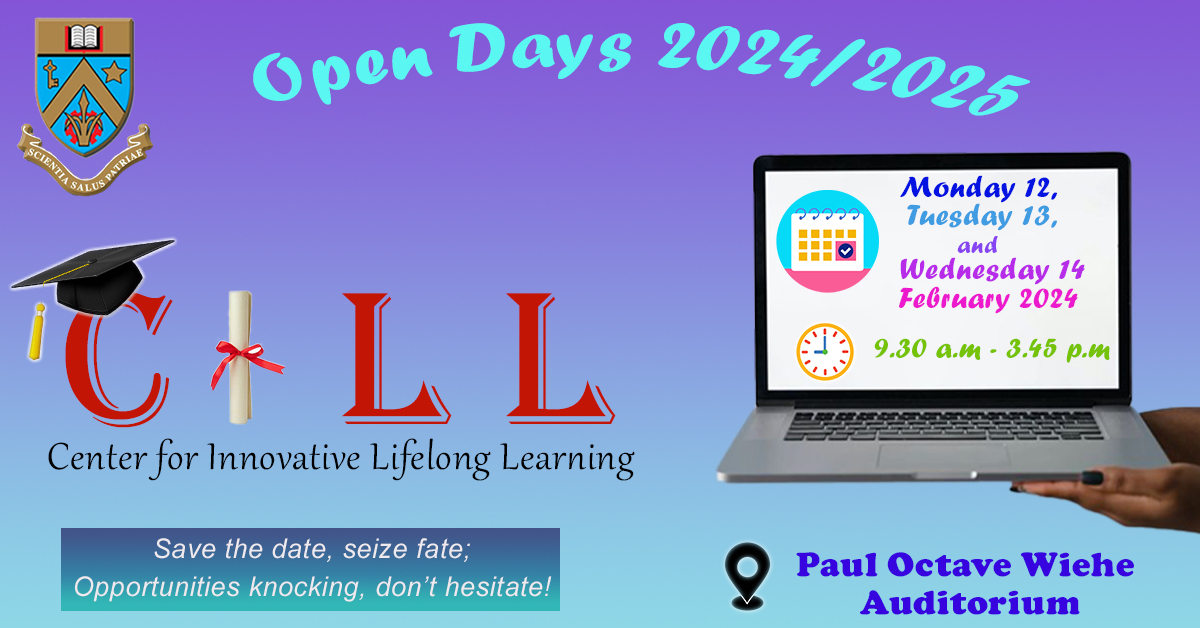 Open Days 2024/2025
SCIENTIA SALUS PATRIAE
Monday 12,
Tuesday 13,
and
Wednesday 14
February 2024
9.30 a.m - 3.45 p.m
C I L L
Center for Innovative Lifelong Learning
Save the date, seize fate;
Opportunities knocking, don’t hesitate!
Paul Octave Wiehe
Auditorium